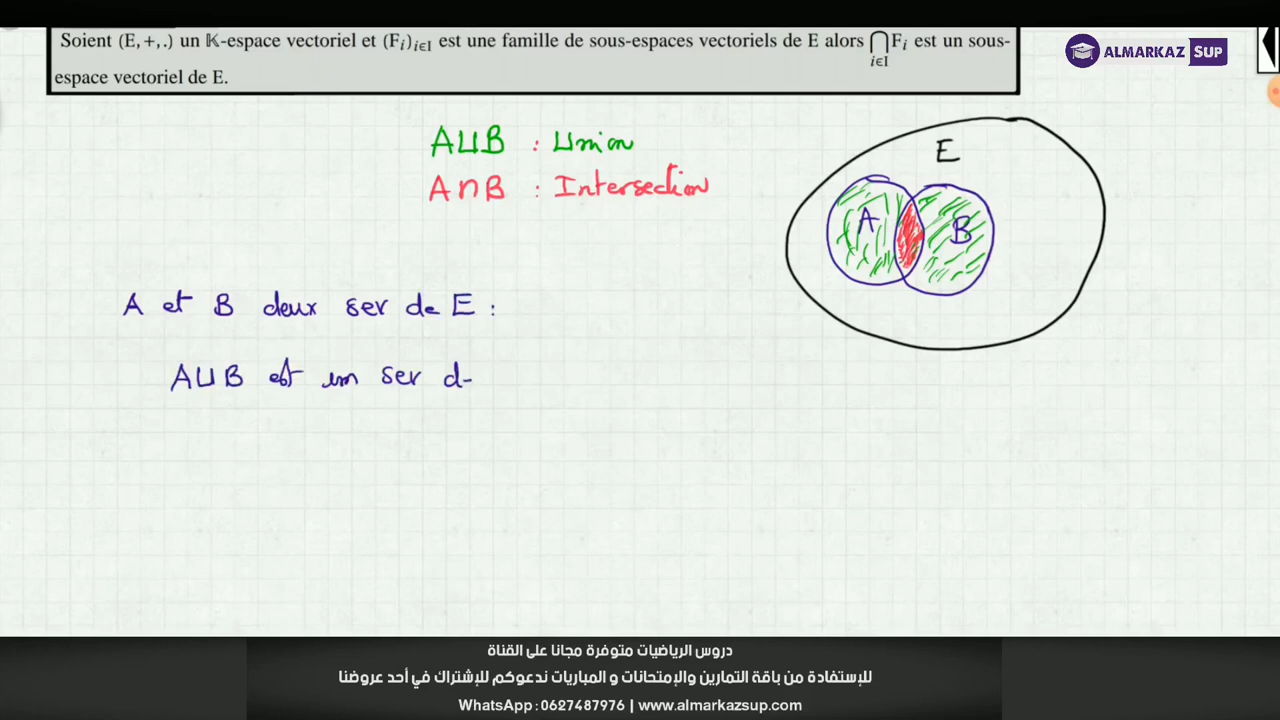 Soient (E,+,.) un 𝕂-espace vectoriel et (Fᵢ)ᵢ∈I est une famille de sous-espaces vectoriels de E alors ⋂ Fᵢ est un sous-
i∈I
espace vectoriel de E.
ALMARKAZ SUP
A∪B : Union
A∩B : Intersection
E
A B
A et B deux sev de E :
A∪B est un sev d
دروس الرياضيات متوفرة مجانا على القناة
للإستفادة من باقة التمارين والإمتحانات و المباريات ندعوكم للإشتراك في أحد عروضنا
WhatsApp : 0627487976 | www.almarkazsup.com